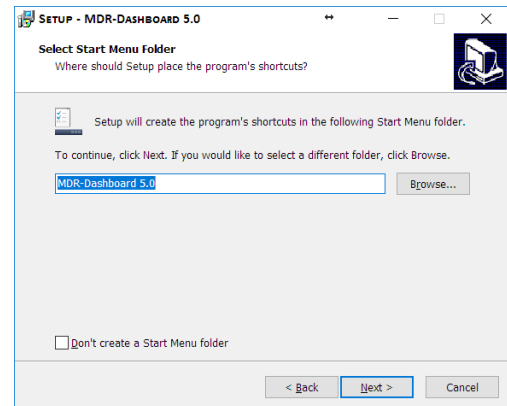 Setup - MDR-Dashboard 5.0
Select Start Menu Folder
Where should Setup place the program's shortcuts?
Setup will create the program's shortcuts in the following Start Menu folder.
To continue, click Next. If you would like to select a different folder, click Browse.
MDR-Dashboard 5.0
Browse...
Don't create a Start Menu folder
< Back
Next >
Cancel